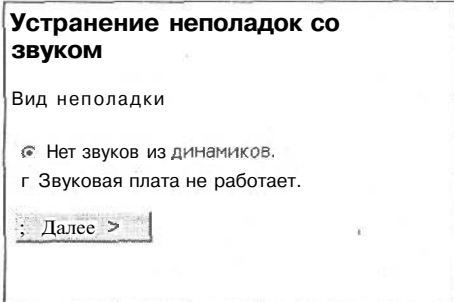 Устранение неполадок со
звуком
Вид неполадки
Нет звуков из динамиков.
г Звуковая плата не работает.
; Далее >